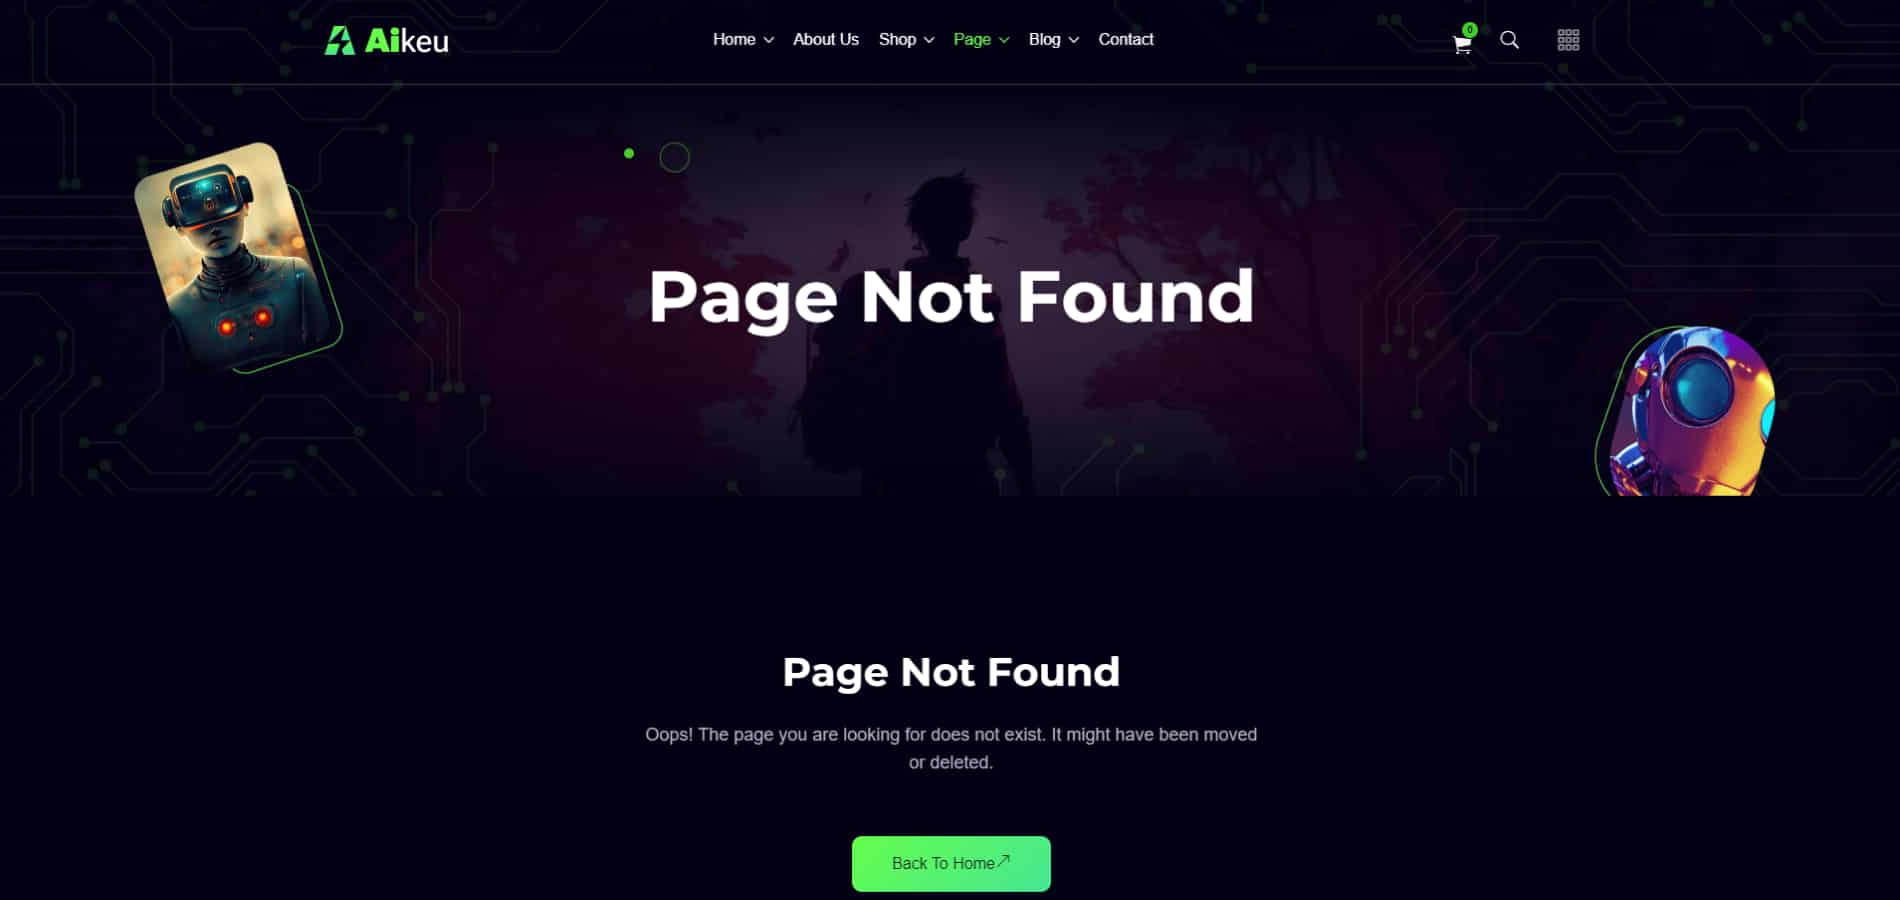 Aikeu
Home About Us Shop Page Blog Contact
0
Page Not Found
Page Not Found
Oops! The page you are looking for does not exist. It might have been moved
or deleted.
Back To Home